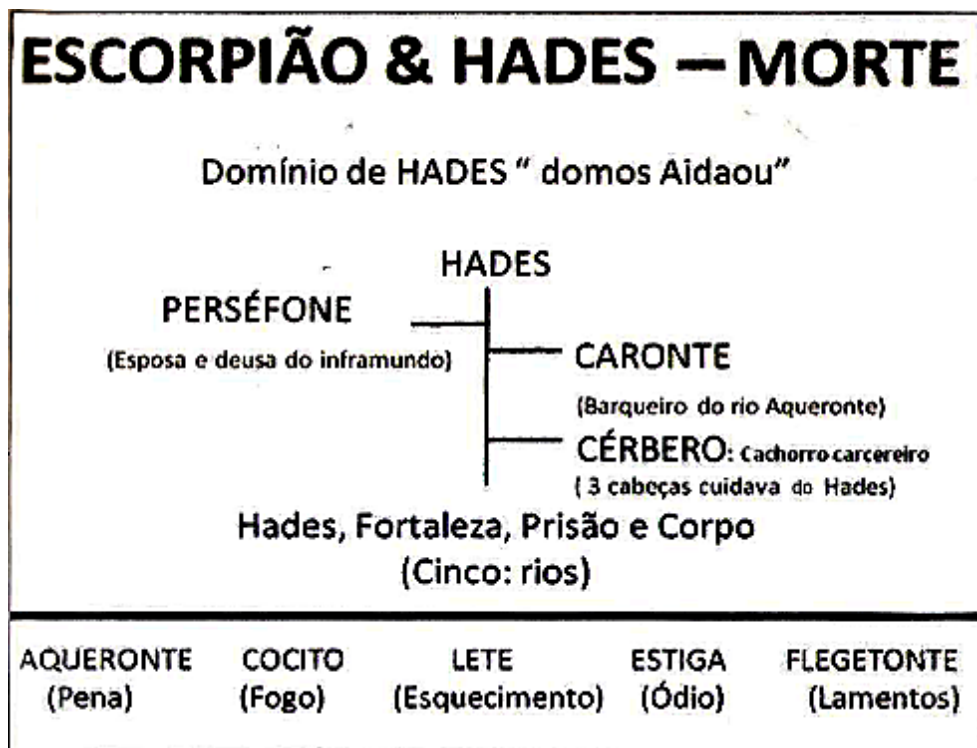 ESCORPIÃO & HADES — MORTE
Domínio de HADES “ domos Aidaou”
HADES
PERSÉFONE
(Esposa e deusa do inframundo)
CARONTE
(Barqueiro do rio Aqueronte)
CÉRBERO: Cachorro carcereiro
( 3 cabeças cuidava do Hades)
Hades, Fortaleza, Prisão e Corpo
(Cinco: rios)
AQUERONTE COCITO LETE ESTIGA FLEGETONTE
(Pena) (Fogo) (Esquecimento) (Ódio) (Lamentos)